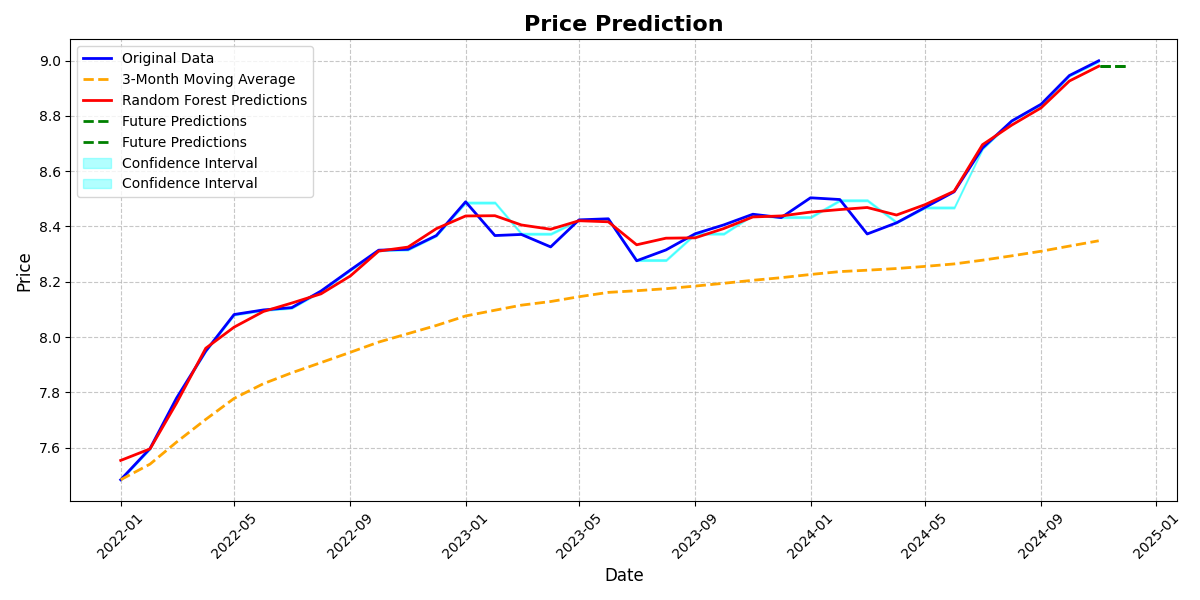 Price Prediction
Original Data
3-Month Moving Average
Random Forest Predictions
Future Predictions
Future Predictions
Confidence Interval
Confidence Interval
Price
9.0
8.8
8.6
8.4
8.2
8.0
7.8
7.6
2022-01
2022-05
2022-09
2023-01
2023-05
2023-09
2024-01
2024-05
2024-09
2025-01
Date